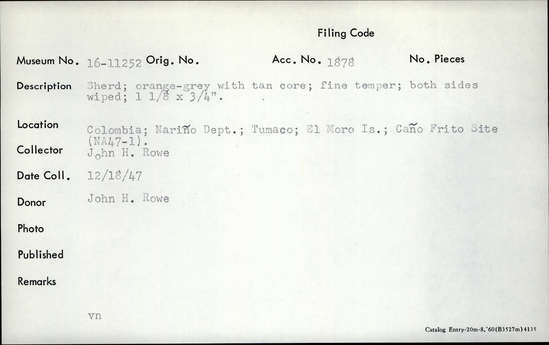 Filing Code
Museum No. 16-11252 Orig. No. Acc. No. 1878 No. Pieces
Description Sherd; orange-grey with tan core; fine temper; both sides
wiped; 1 1/8 x 3/4".
Location Colombia; Nariño Dept.; Tumaco; El Moro Is.; Caño Frito Site
(NA47-1).
Collector John H. Rowe
Date Coll. 12/18/47
Donor John H. Rowe
Photo
Published
Remarks
vn
Catalog Entry-20m-8,'60(B3527m)4135